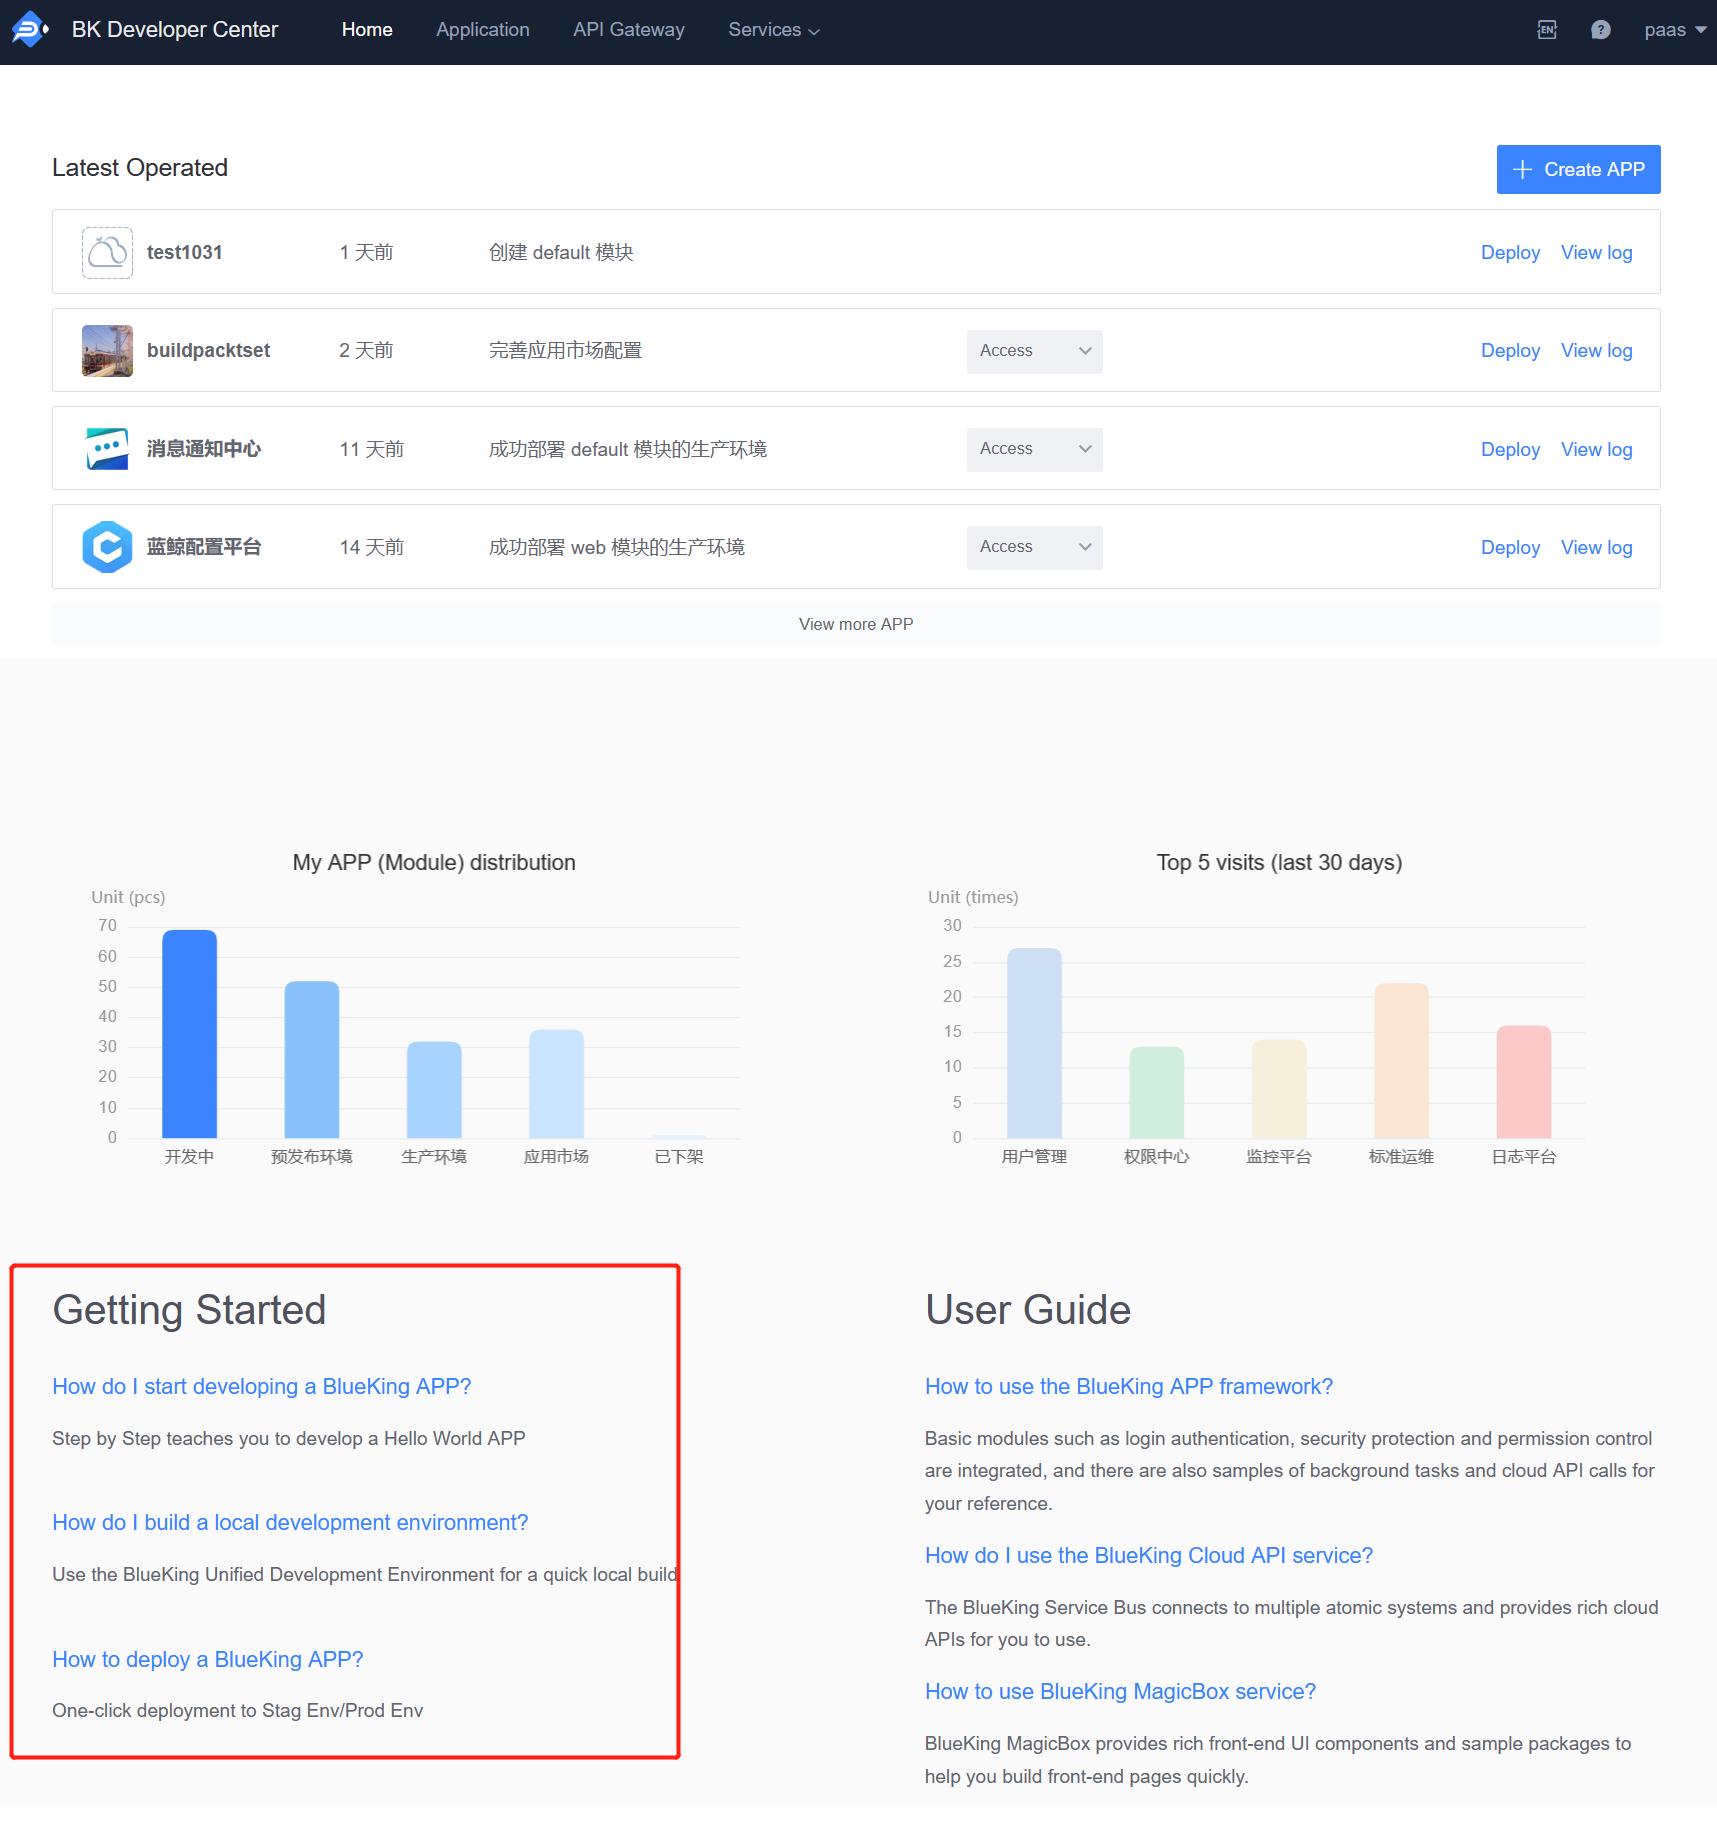 BK Developer Center
Home
Application
API Gateway
Services
EN
?
paas
Latest Operated
Create APP
test1031
1 天前
创建 default 模块
Deploy
View log
buildpacktset
2 天前
完善应用市场配置
Access
Deploy
View log
消息通知中心
11 天前
成功部署 default 模块的生产环境
Access
Deploy
View log
蓝鲸配置平台
14 天前
成功部署 web 模块的生产环境
Access
Deploy
View log
View more APP
My APP (Module) distribution
Unit (pcs)
70
60
50
40
30
20
10
0
开发中
预发布环境
生产环境
应用市场
已下架
Top 5 visits (last 30 days)
Unit (times)
30
25
20
15
10
5
0
用户管理
权限中心
监控平台
标准运维
日志平台
Getting Started
How do I start developing a BlueKing APP?
Step by Step teaches you to develop a Hello World APP
How do I build a local development environment?
Use the BlueKing Unified Development Environment for a quick local build
How to deploy a BlueKing APP?
One-click deployment to Stag Env/Prod Env
User Guide
How to use the BlueKing APP framework?
Basic modules such as login authentication, security protection and permission control
are integrated, and there are also samples of background tasks and cloud API calls for
your reference.
How do I use the BlueKing Cloud API service?
The BlueKing Service Bus connects to multiple atomic systems and provides rich cloud
APIs for you to use.
How to use BlueKing MagicBox service?
BlueKing MagicBox provides rich front-end UI components and sample packages to
help you build front-end pages quickly.